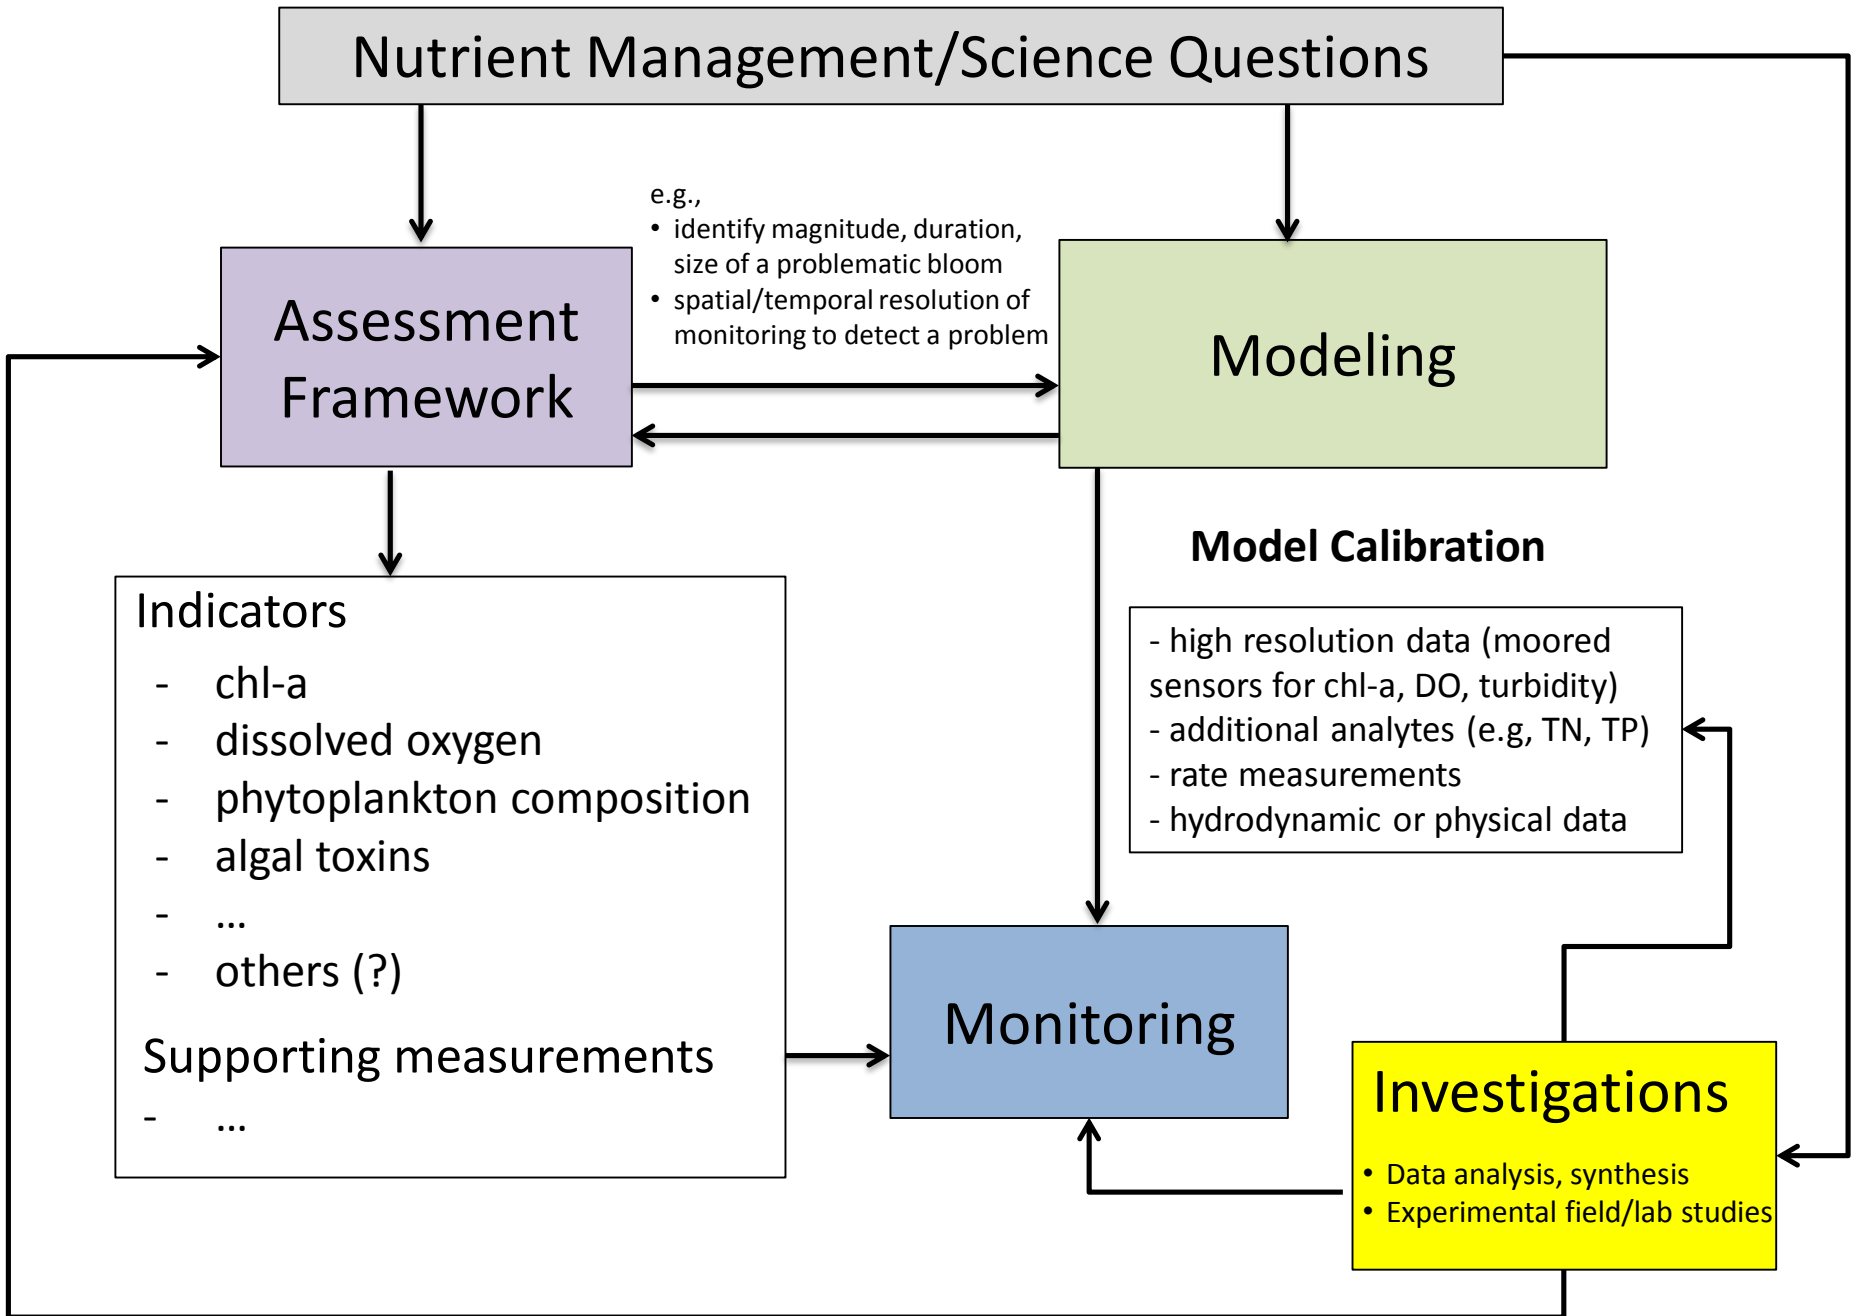 Nutrient Management/Science Questions
e.g.,
• identify magnitude, duration,
size of a problematic bloom
• spatial/temporal resolution of
monitoring to detect a problem
Assessment
Framework
Modeling
Model Calibration
Indicators
- chl-a
- dissolved oxygen
- phytoplankton composition
- algal toxins
- ...
- others (?)
Supporting measurements
- ...
- high resolution data (moored
sensors for chl-a, DO, turbidity)
- additional analytes (e.g, TN, TP)
- rate measurements
- hydrodynamic or physical data
Monitoring
Investigations
• Data analysis, synthesis
• Experimental field/lab studies